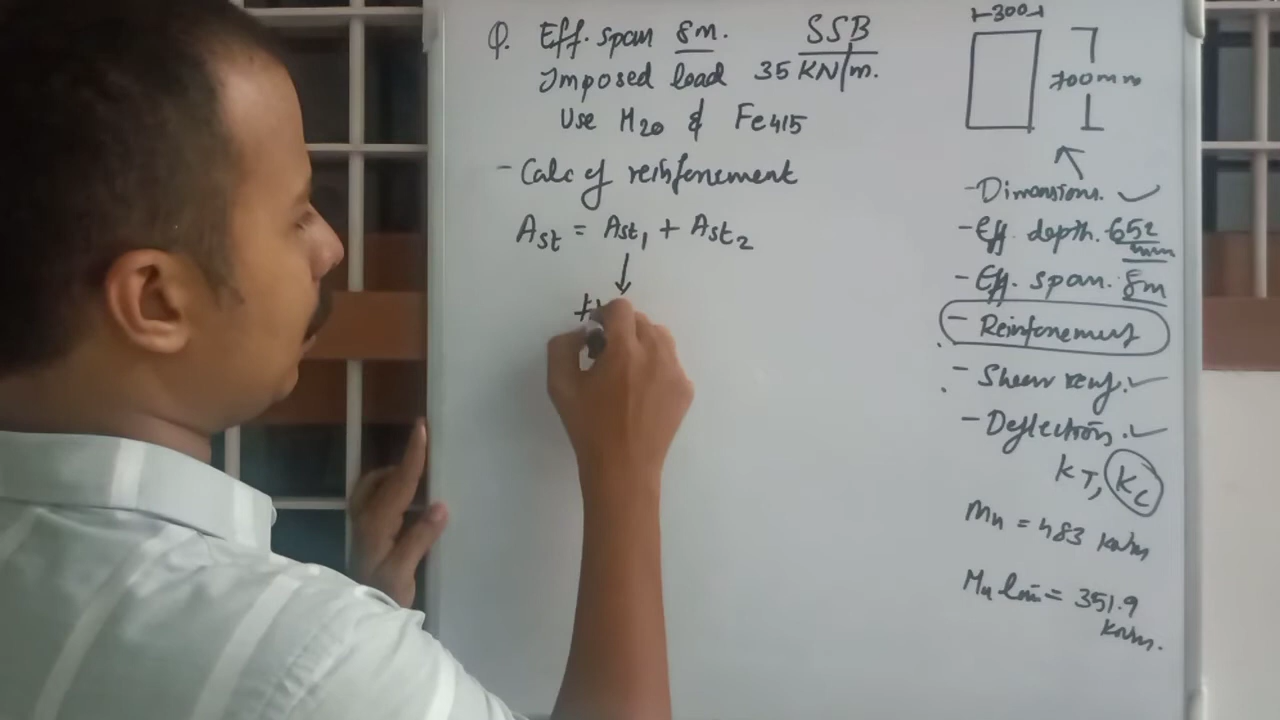 Q. Eff. span 8m. SSB
Imposed load 35 KN/m.
Use M20 & Fe415
- Calc of reinforcement
Ast = Ast1 + Ast2
300
700mm
- Dimensions. ✓
- Eff. depth. 652 mm
- Eff. span. 8m
- Reinforcement
- Shear reinf. ✓
- Deflection. ✓
KT, KC
Mu = 483 KNm
Mu lim = 351.9
KNm.